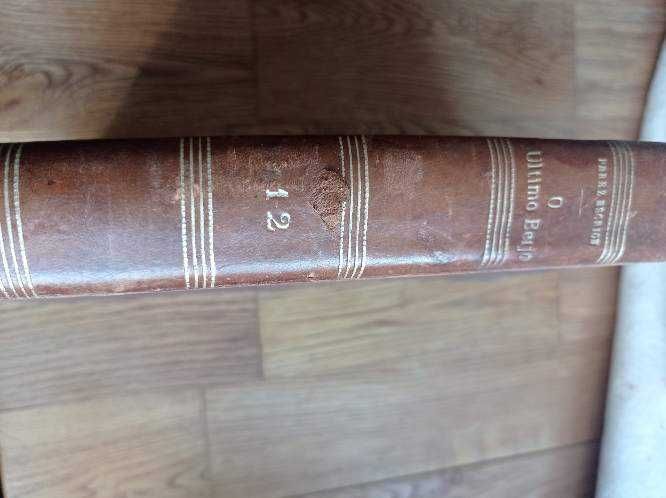 PEREZ ESCRICH
O
Ultimo Beijo
12